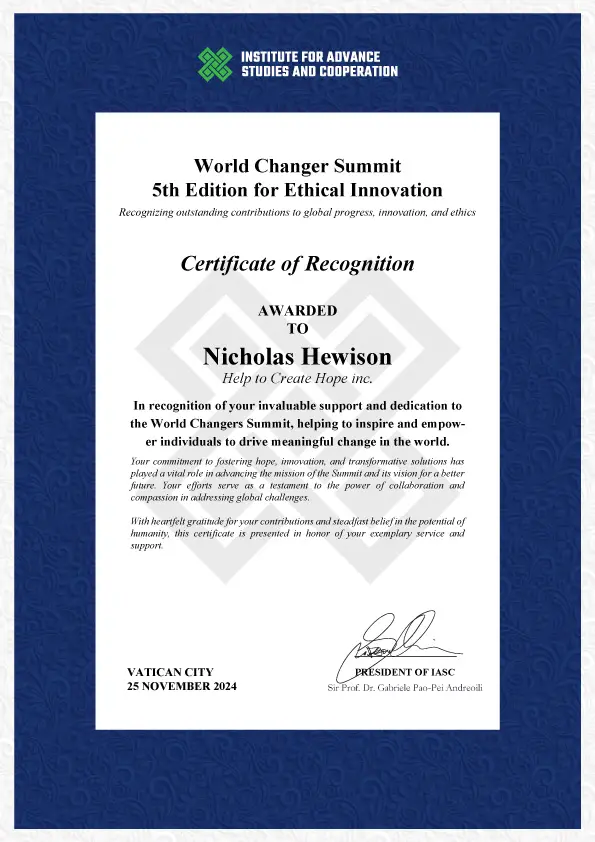 INSTITUTE FOR ADVANCE
STUDIES AND COOPERATION
World Changer Summit
5th Edition for Ethical Innovation
Recognizing outstanding contributions to global progress, innovation, and ethics
Certificate of Recognition
AWARDED
TO
Nicholas Hewison
Help to Create Hope inc.
In recognition of your invaluable support and dedication to
the World Changers Summit, helping to inspire and empow-
er individuals to drive meaningful change in the world.
Your commitment to fostering hope, innovation, and transformative solutions has
played a vital role in advancing the mission of the Summit and its vision for a better
future. Your efforts serve as a testament to the power of collaboration and
compassion in addressing global challenges.
With heartfelt gratitude for your contributions and steadfast belief in the potential of
humanity, this certificate is presented in honor of your exemplary service and
support.
VATICAN CITY
25 NOVEMBER 2024
PRESIDENT OF IASC
Sir Prof. Dr. Gabriele Pao-Pei Andreoili